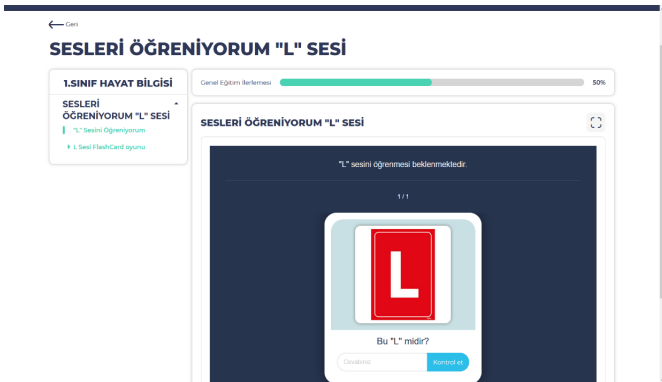 Geri
SESLERİ ÖĞRENİYORUM "L" SESİ
1.SINIF HAYAT BİLGİSİ
SESLERİ
ÖĞRENİYORUM "L" SESİ
"L" Sesini Öğreniyorum
L Sesi FlashCard oyunu
Genel Eğitim İlerlemesi
50%
SESLERİ ÖĞRENİYORUM "L" SESİ
"L" sesini öğrenmesi beklenmektedir.
1 / 1
L
Bu "L" midir?
Cevabınız
Kontrol et